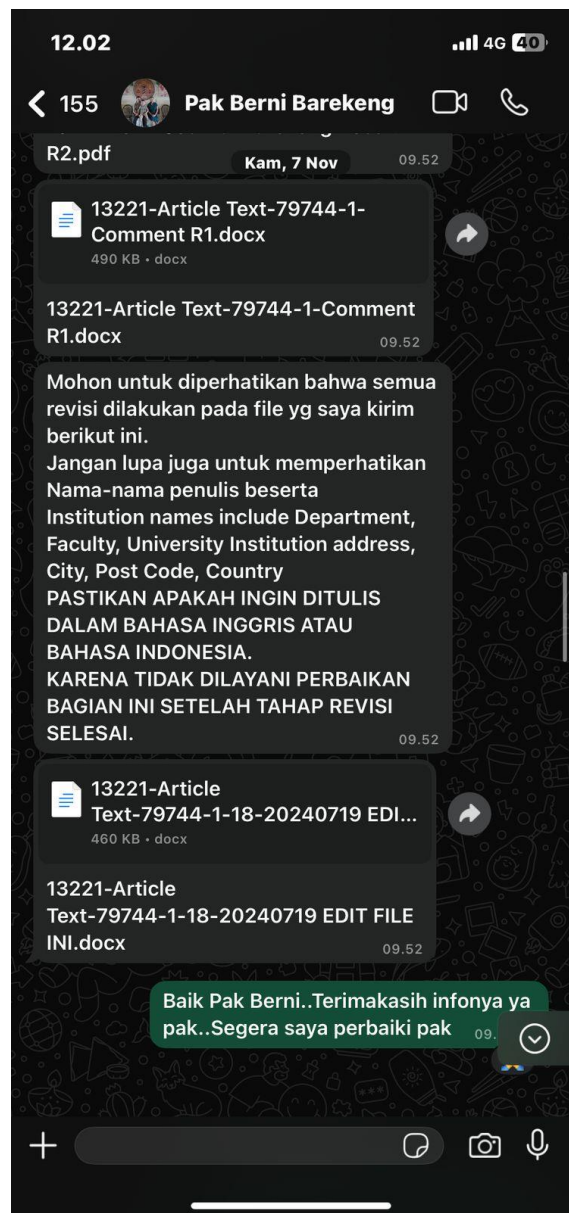 12.02
4G 40
155 Pak Berni Barekeng
R2.pdf
09.52
Kam, 7 Nov
13221-Article Text-79744-1-
Comment R1.docx
490 KB • docx
13221-Article Text-79744-1-Comment
R1.docx
09.52
Mohon untuk diperhatikan bahwa semua
revisi dilakukan pada file yg saya kirim
berikut ini.
Jangan lupa juga untuk memperhatikan
Nama-nama penulis beserta
Institution names include Department,
Faculty, University Institution address,
City, Post Code, Country
PASTIKAN APAKAH INGIN DITULIS
DALAM BAHASA INGGRIS ATAU
BAHASA INDONESIA.
KARENA TIDAK DILAYANI PERBAIKAN
BAGIAN INI SETELAH TAHAP REVISI
SELESAI.
09.52
13221-Article
Text-79744-1-18-20240719 EDI...
460 KB • docx
13221-Article
Text-79744-1-18-20240719 EDIT FILE
INI.docx
09.52
Baik Pak Berni..Terimakasih infonya ya
pak..Segera saya perbaiki pak
09.